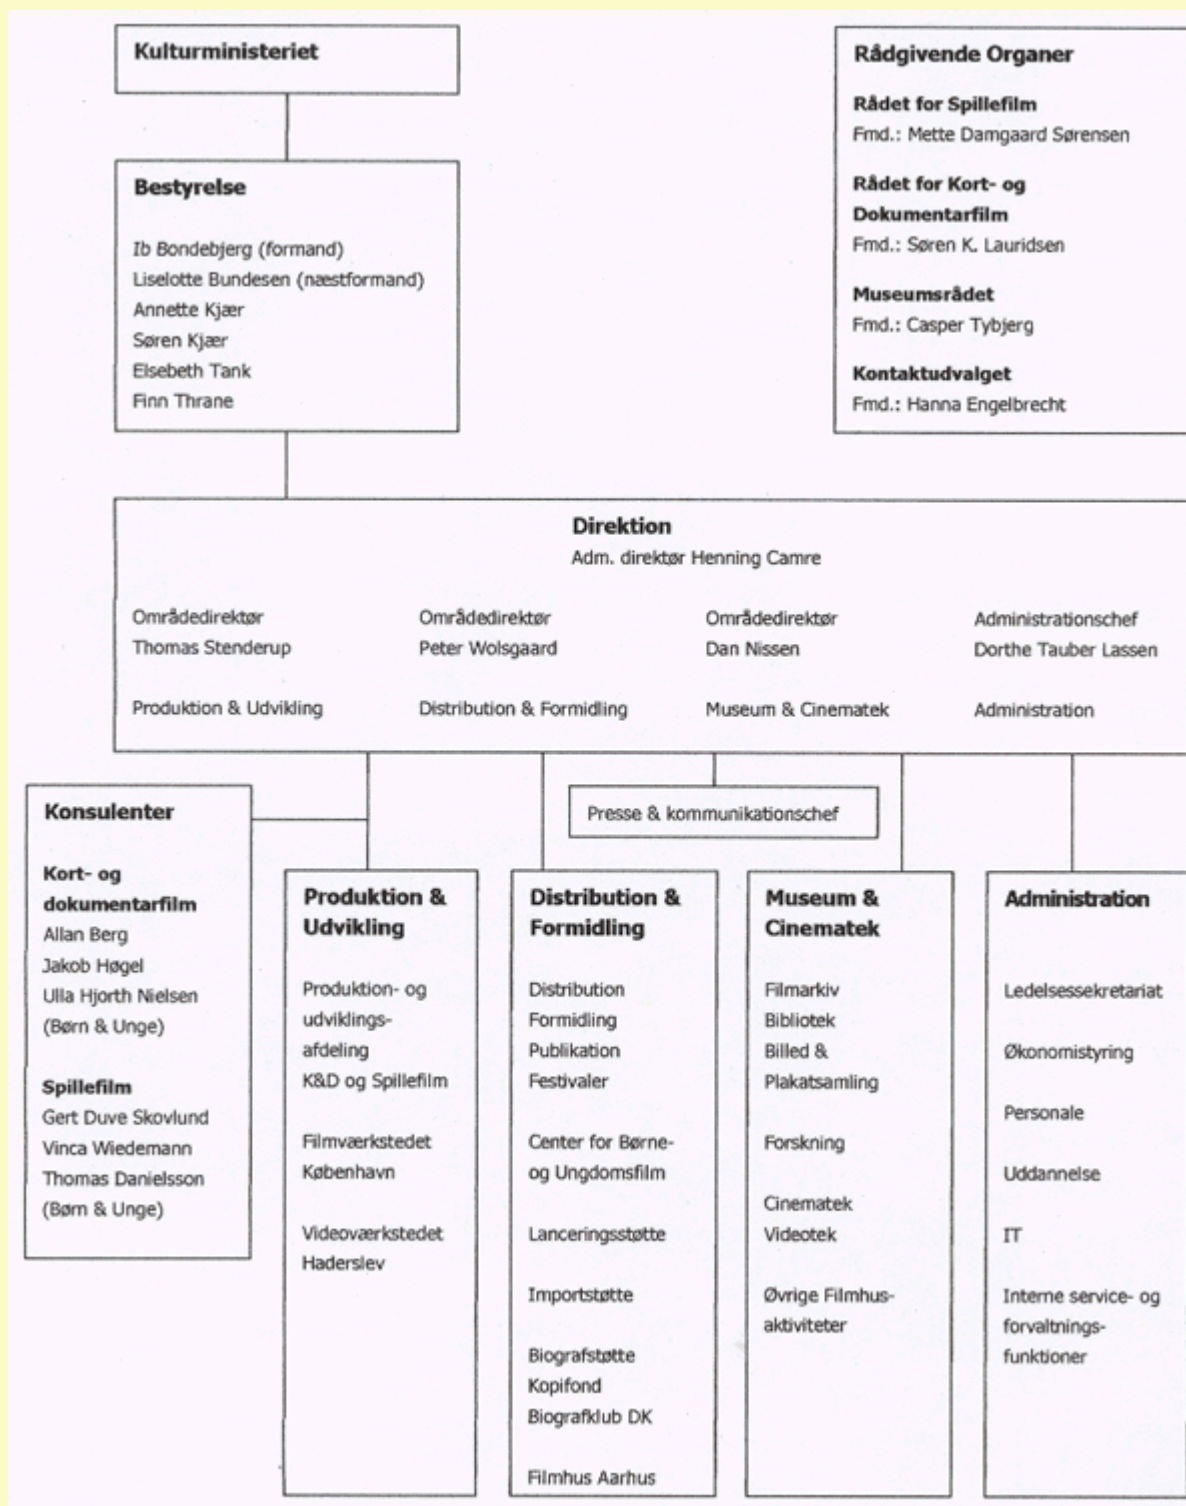 Kulturministeriet
Bestyrelse
Ib Bondebjerg (formand)
Liselotte Bundesen (næstformand)
Annette Kjær
Søren Kjær
Elsebeth Tank
Finn Thrane
Rådgivende Organer
Rådet for Spillefilm
Fmd.: Mette Damgaard Sørensen
Rådet for Kort- og
Dokumentarfilm
Fmd.: Søren K. Lauridsen
Museumsrådet
Fmd.: Casper Tybjerg
Kontaktudvalget
Fmd.: Hanna Engelbrecht
Direktion
Adm. direktør Henning Camre
Områdedirektør
Thomas Stenderup
Produktion & Udvikling
Områdedirektør
Peter Wolsgaard
Distribution & Formidling
Områdedirektør
Dan Nissen
Museum & Cinematek
Administrationschef
Dorthe Tauber Lassen
Administration
Presse & kommunikationschef
Konsulenter
Kort- og
dokumentarfilm
Allan Berg
Jakob Høgel
Ulla Hjorth Nielsen
(Børn & Unge)
Spillefilm
Gert Duve Skovlund
Vinca Wiedemann
Thomas Danielsson
(Børn & Unge)
Produktion &
Udvikling
Produktion- og
udviklings-
afdeling
K&D og Spillefilm
Filmværkstedet
København
Videoværkstedet
Haderslev
Distribution &
Formidling
Distribution
Formidling
Publikation
Festivaler
Center for Børne-
og Ungdomsfilm
Lanceringsstøtte
Importstøtte
Biografstøtte
Kopifond
Biografklub DK
Filmhus Aarhus
Museum &
Cinematek
Filmarkiv
Bibliotek
Billed &
Plakatsamling
Forskning
Cinematek
Videotek
Øvrige Filmhus-
aktiviteter
Administration
Ledelsessekretariat
Økonomistyring
Personale
Uddannelse
IT
Interne service- og
forvaltnings-
funktioner